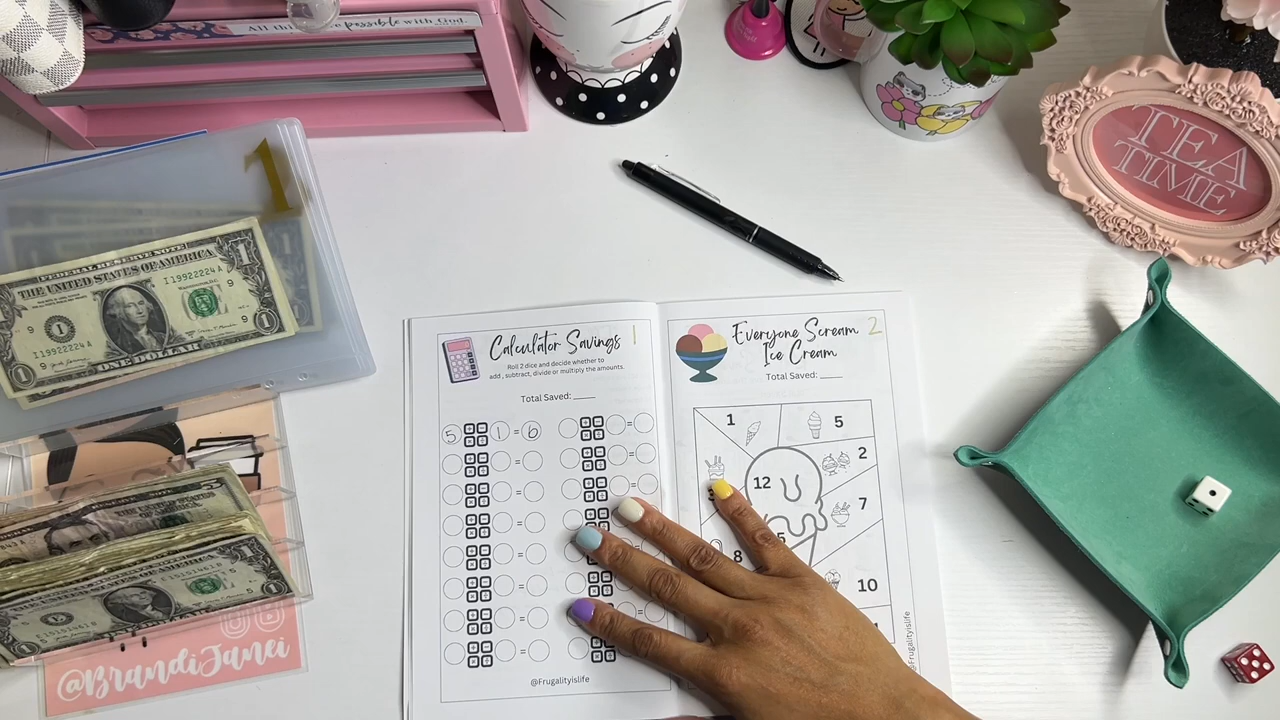 All th
possible with God.
1
FEDERAL RESERVE NOTE
THE UNITED STATES OF AMERICA
I 19922224 A
I 19922224 A
ONE DOLLAR
TEA
TIME
Calculator Savings 1
Roll 2 dice and decide whether to
add , subtract, divide or multiply the amounts.
Total Saved: ____
5 1 = 6
@Frugalityislife
Everyone Scream 2
Ice Cream
Total Saved: ____
1 5
2
12
7
8
10
@Frugalityislife
@BrandiJanei